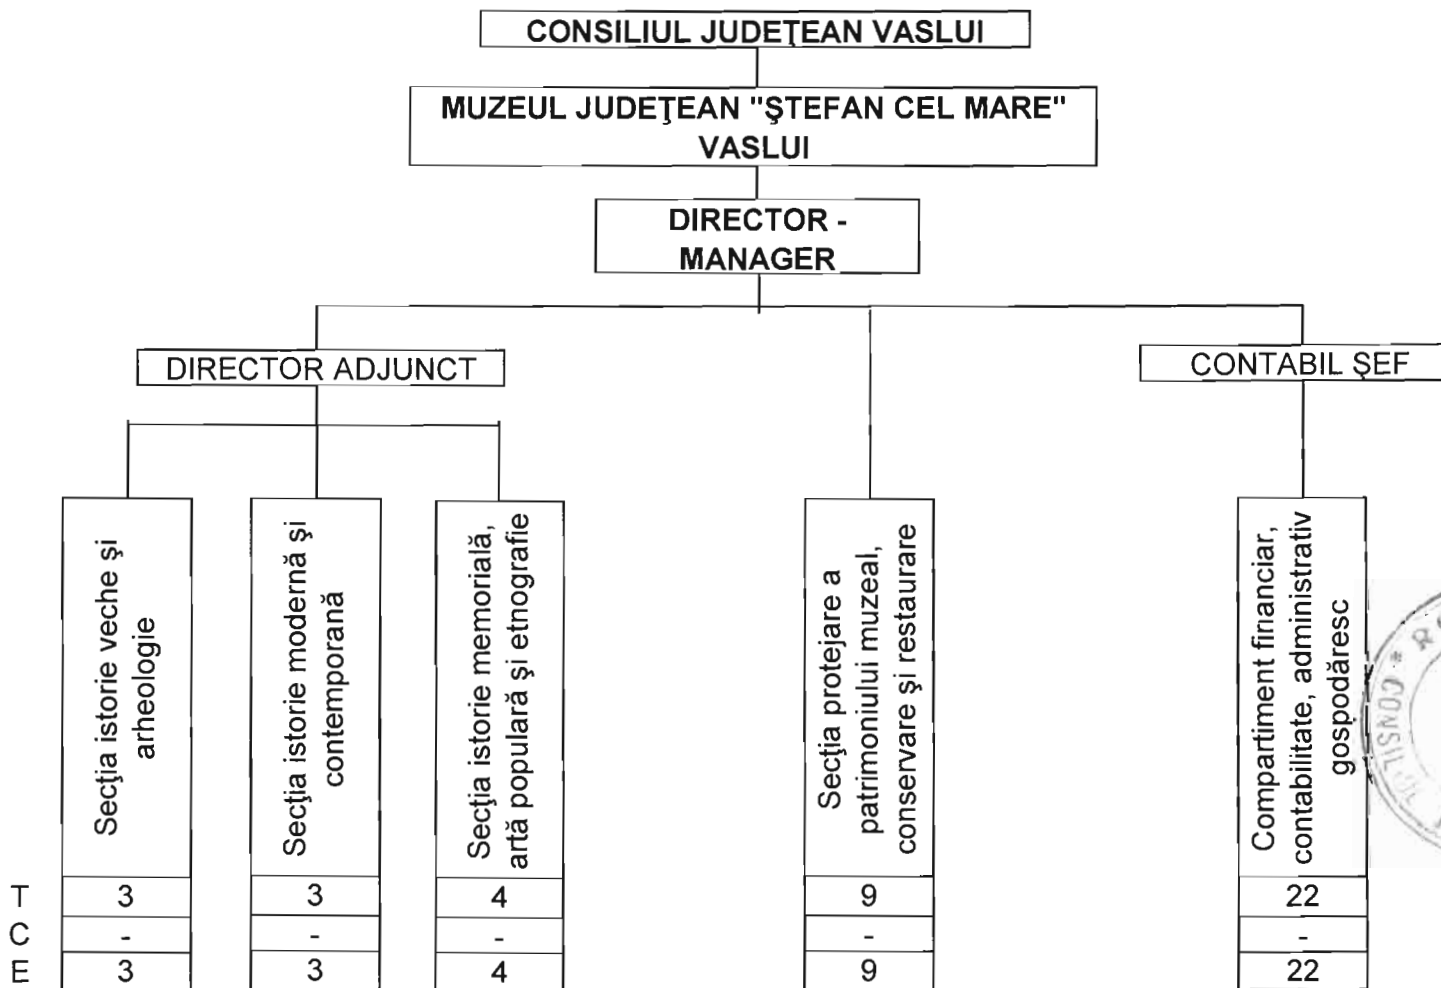 CONSILIUL JUDEŢEAN VASLUI
MUZEUL JUDEŢEAN "ŞTEFAN CEL MARE"
VASLUI
DIRECTOR -
MANAGER
DIRECTOR ADJUNCT
CONTABIL ŞEF
Secţia istorie veche şi
arheologie
Secţia istorie modernă şi
contemporană
Secţia istorie memorială,
artă populară şi etnografie
Secţia protejare a
patrimoniului muzeal,
conservare şi restaurare
Compartiment financiar,
contabilitate, administrativ
gospodăresc
T 3 3 4 9 22
C - - - - -
E 3 3 4 9 22